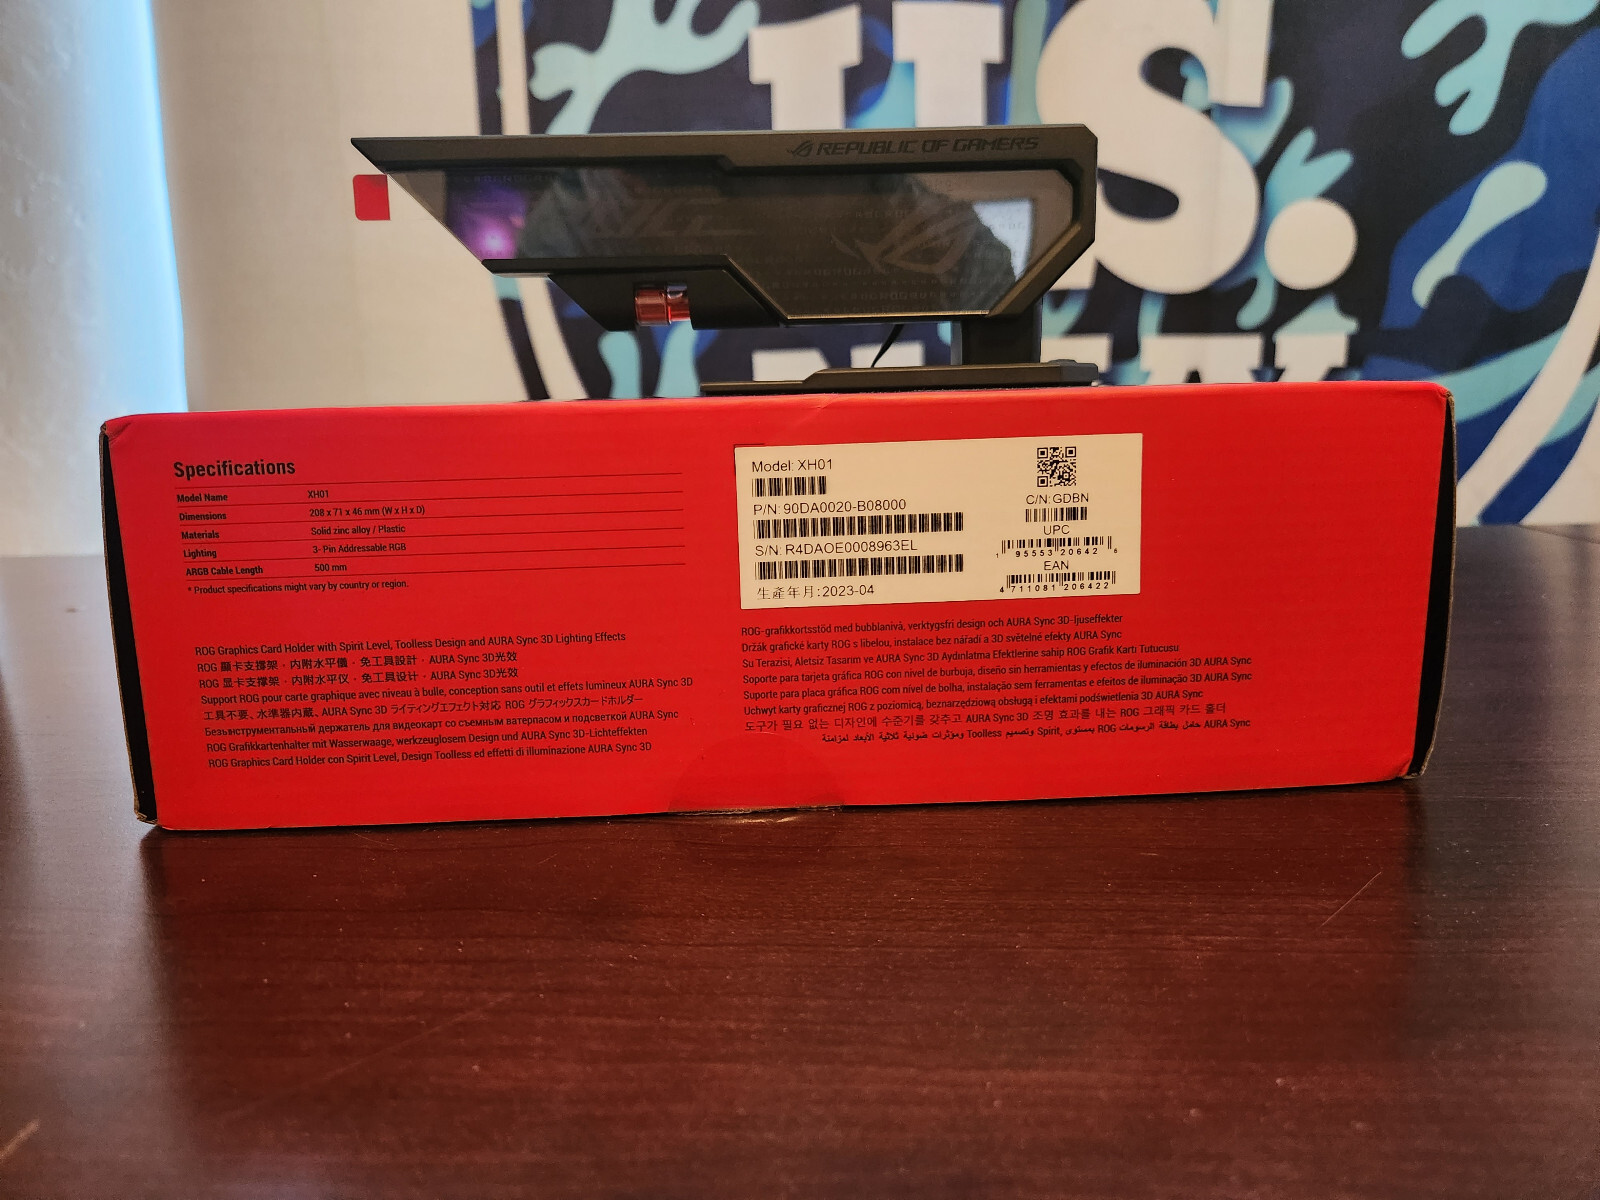 US.
REPUBLIC OF GAMERS
Specifications
Model Name XH01
Dimensions 208 x 71 x 46 mm (W x H x D)
Materials Solid zinc alloy / Plastic
Lighting 3-Pin Addressable RGB
ARGB Cable Length 500 mm
* Product specifications might vary by country or region.
ROG Graphics Card Holder with Spirit Level, Toolless Design and AURA Sync 3D Lighting Effects
ROG 顯卡支撐架・內附水平儀・免工具設計・AURA Sync 3D光效
ROG 显卡支撑架・内附水平仪・免工具设计・AURA Sync 3D光效
Support ROG pour carte graphique avec niveau à bulle, conception sans outil et effets lumineux AURA Sync 3D
工具不要、水準器内蔵、AURA Sync 3D ライティングエフェクト対応 ROG グラフィックスカードホルダー
Безынструментальный держатель для видеокарт со съемным ватерпасом и подсветкой AURA Sync
ROG Grafikkartenhalter mit Wasserwaage, werkzeuglosem Design und AURA Sync 3D-Lichteffekten
ROG Graphics Card Holder con Spirit Level, Design Toolless ed effetti di illuminazione AURA Sync 3D
Model: XH01
P/N: 90DA0020-B08000
S/N: R4DAOE0008963EL
生產年月:2023-04
C/N: GDBN
UPC
1 95553 20642 6
EAN
4 711081 206422
ROG-grafikkortsstöd med bubblanivå, verktygsfri design och AURA Sync 3D-ljuseffekter
Držák grafické karty ROG s libelou, instalace bez nářadí a 3D světelné efekty AURA Sync
Su Terazisi, Aletsiz Tasarım ve AURA Sync 3D Aydınlatma Efektlerine sahip ROG Grafik Kartı Tutucusu
Soporte para tarjeta gráfica ROG con nivel de burbuja, diseño sin herramientas y efectos de iluminación 3D AURA Sync
Suporte para placa gráfica ROG com nível de bolha, instalação sem ferramentas e efeitos de iluminação 3D AURA Sync
Uchwyt karty graficznej ROG z poziomicą, beznarzędziową obsługą i efektami podświetlenia 3D AURA Sync
도구가 필요 없는 디자인에 수준기를 갖추고 AURA Sync 3D 조명 효과를 내는 ROG 그래픽 카드 홀더
حامل بطاقة الرسومات ROG بمستوى Spirit، وتصميم Toolless ومؤثرات ضوئية ثلاثية الأبعاد لمزامنة AURA Sync